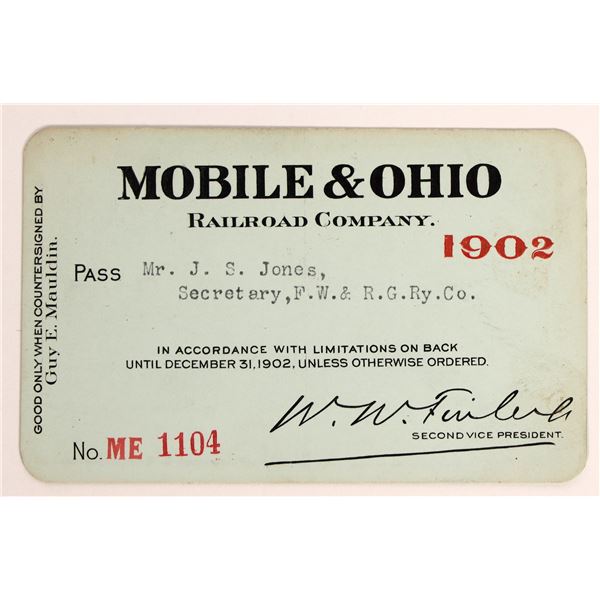 MOBILE & OHIO
RAILROAD COMPANY.
1902
PASS Mr. J. S. Jones,
Secretary, F.W. & R.G.Ry.Co.
IN ACCORDANCE WITH LIMITATIONS ON BACK
UNTIL DECEMBER 31, 1902, UNLESS OTHERWISE ORDERED.
W. W. Finley
SECOND VICE PRESIDENT.
No. ME 1104
GOOD ONLY WHEN COUNTERSIGNED BY
Guy E. Mauldin.